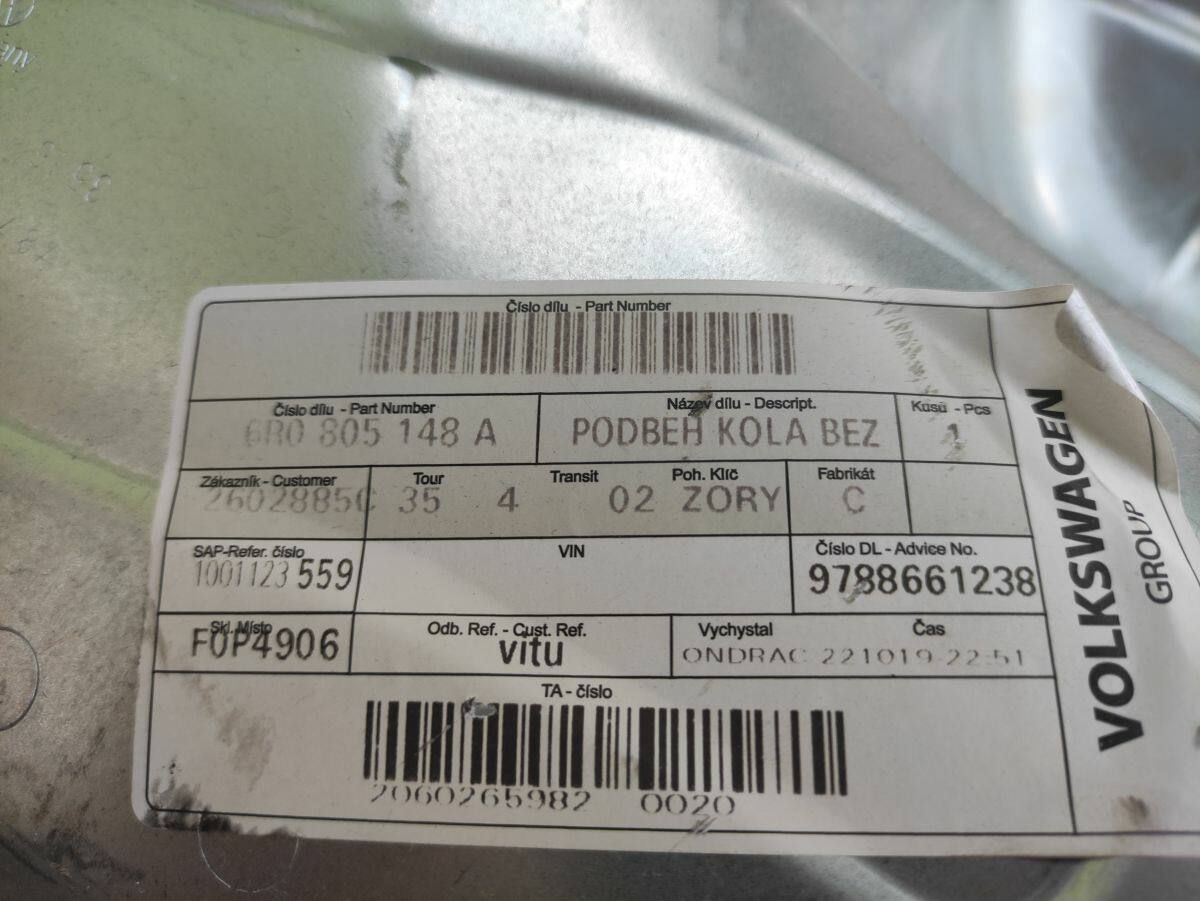 Číslo dílu - Part Number
Číslo dílu - Part Number
6R0 805 148 A
Název dílu - Descript.
PODBEH KOLA BEZ
Kusů - Pcs
1
Zákazník - Customer
2602885C
Tour
35 4
Transit
02
Poh. Klíč
ZORY
Fabrikát
C
SAP-Refer. číslo
1001123 559
VIN
Číslo DL - Advice No.
9788661238
Skl. Místo
F0P4906
Odb. Ref. - Cust. Ref.
vitu
Vychystal
ONDRAC
Čas
221019-22:51
TA - číslo
2060265982 0020
VOLKSWAGEN
GROUP